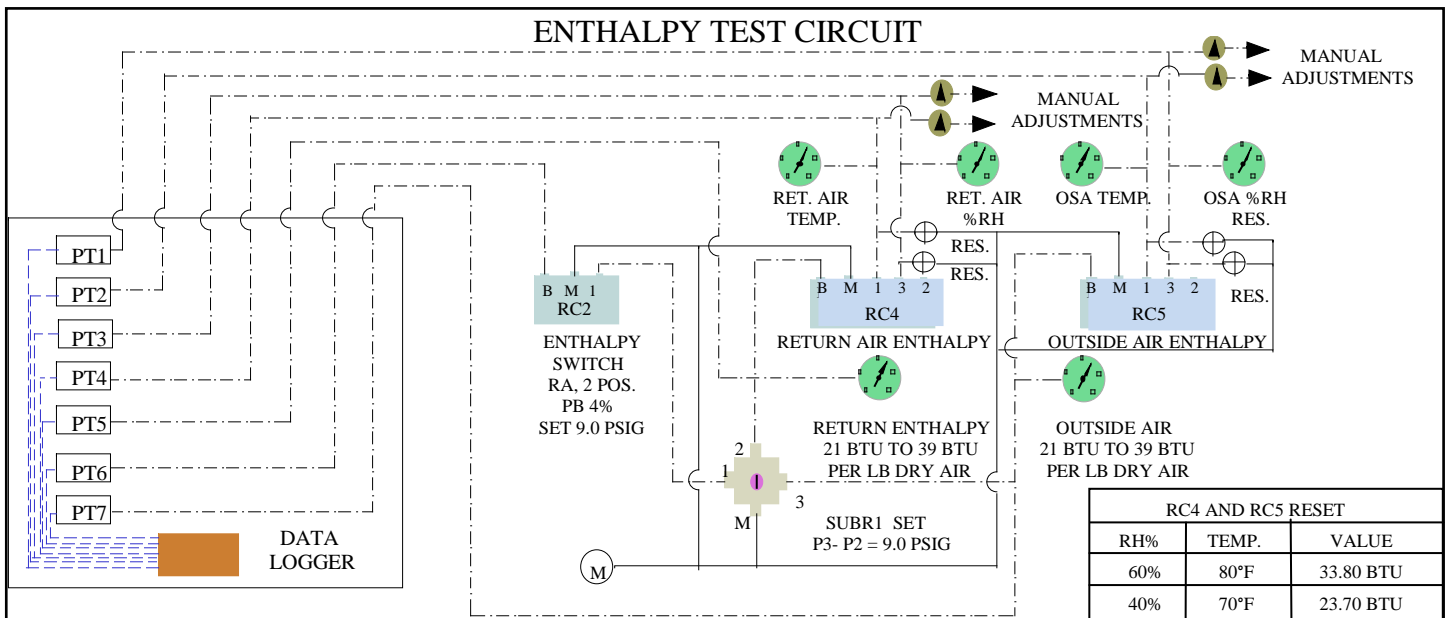 ENTHALPY TEST CIRCUIT
MANUAL
ADJUSTMENTS
MANUAL
ADJUSTMENTS
RET. AIR
TEMP.
RET. AIR
%RH
OSA TEMP.
OSA %RH
RES.
RES.
RES.
RES.
PT1
PT2
PT3
PT4
PT5
PT6
PT7
DATA
LOGGER
B M 1
RC2
ENTHALPY
SWITCH
RA, 2 POS.
PB 4%
SET 9.0 PSIG
B M 1 3 2
RC4
RETURN AIR ENTHALPY
B M 1 3 2
RC5
OUTSIDE AIR ENTHALPY
RETURN ENTHALPY
21 BTU TO 39 BTU
PER LB DRY AIR
OUTSIDE AIR
21 BTU TO 39 BTU
PER LB DRY AIR
2
1
3
M
SUBR1 SET
P3- P2 = 9.0 PSIG
M
RC4 AND RC5 RESET
RH% TEMP. VALUE
60% 80°F 33.80 BTU
40% 70°F 23.70 BTU